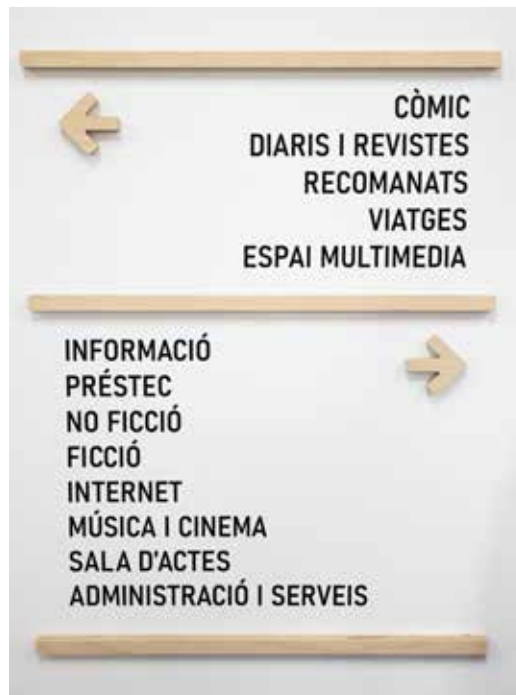 CÒMIC
DIARIS I REVISTES
RECOMANATS
VIATGES
ESPAI MULTIMEDIA
INFORMACIÓ
PRÉSTEC
NO FICCIÓ
FICCIÓ
INTERNET
MÚSICA I CINEMA
SALA D'ACTES
ADMINISTRACIÓ I SERVEIS